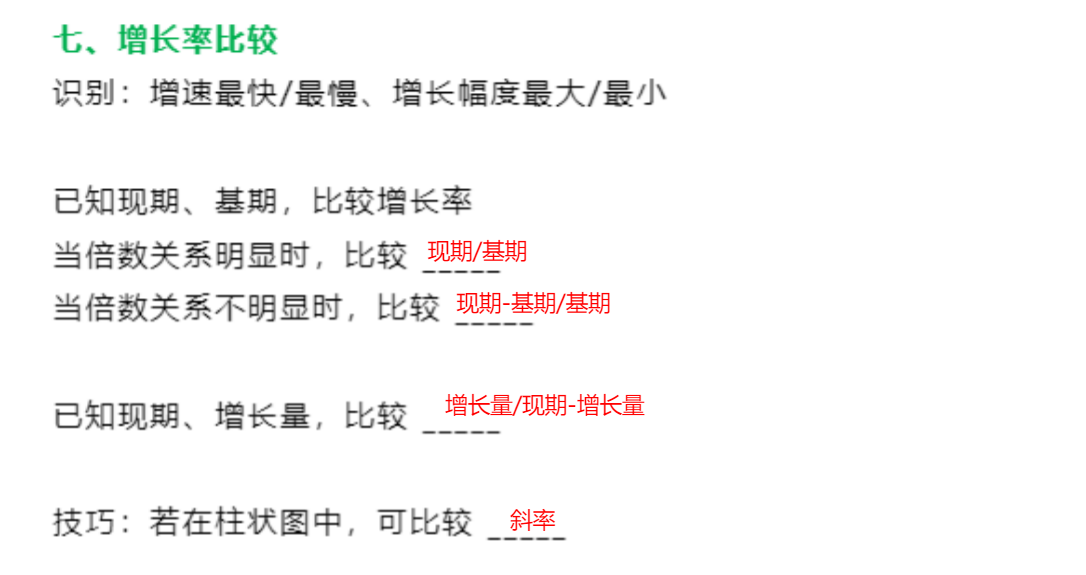 七、增长率比较
识别：增速最快/最慢、增长幅度最大/最小
已知现期、基期，比较增长率
当倍数关系明显时，比较 现期/基期
当倍数关系不明显时，比较 现期-基期/基期
已知现期、增长量，比较 增长量/现期-增长量
技巧：若在柱状图中，可比较 斜率